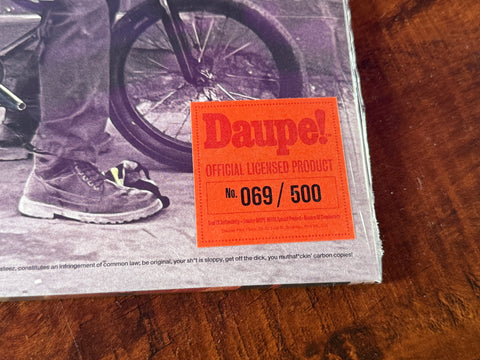 Daupe!
OFFICIAL LICENSED PRODUCT
No. 069 / 500
constitutes an infringement of common law; be original, your sh*t is sloppy, get off the dick, you muthaf*ckin' carbon copies!